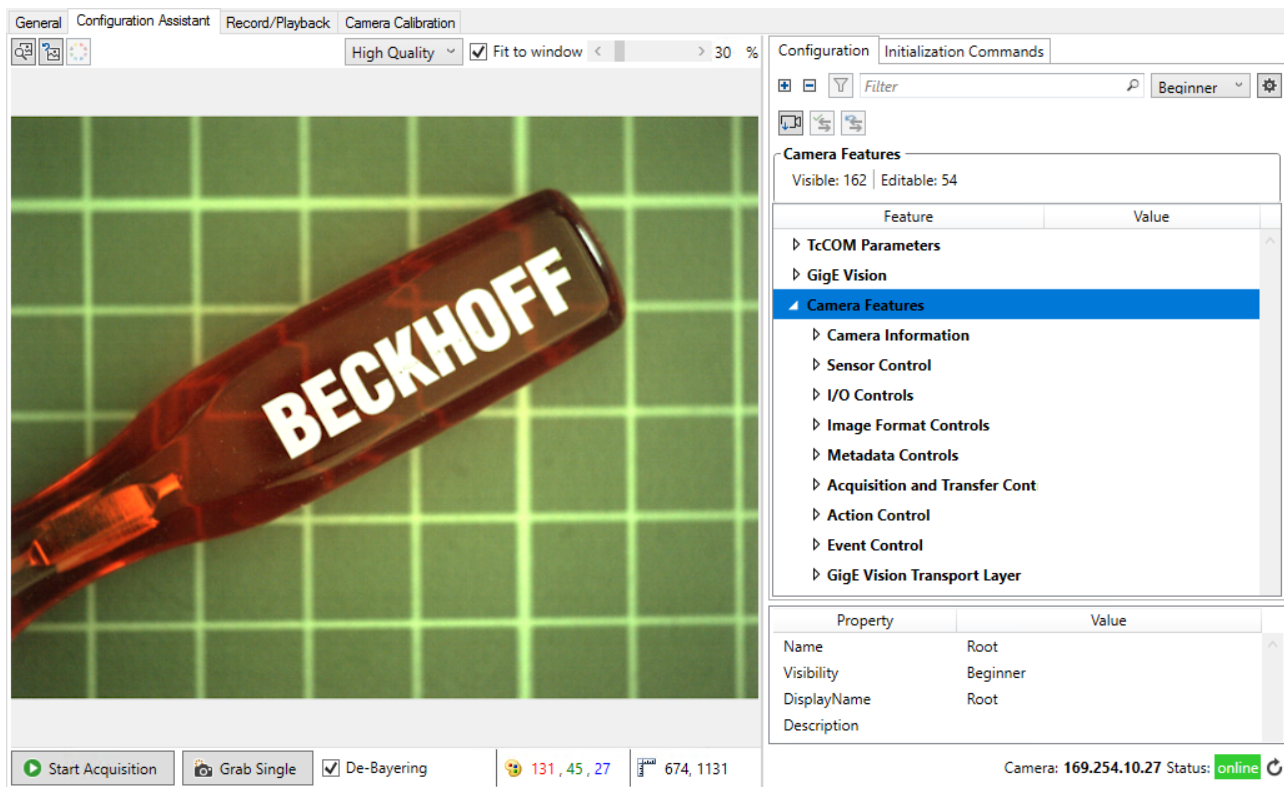 General Configuration Assistant Record/Playback Camera Calibration
High Quality Fit to window 30 %
BECKHOFF
Start Acquisition Grab Single De-Bayering 131 , 45 , 27 674, 1131
Configuration Initialization Commands
Filter Beginner
Camera Features
Visible: 162 Editable: 54
Feature Value
TcCOM Parameters
GigE Vision
Camera Features
Camera Information
Sensor Control
I/O Controls
Image Format Controls
Metadata Controls
Acquisition and Transfer Cont
Action Control
Event Control
GigE Vision Transport Layer
Property Value
Name Root
Visibility Beginner
DisplayName Root
Description
Camera: 169.254.10.27 Status: online